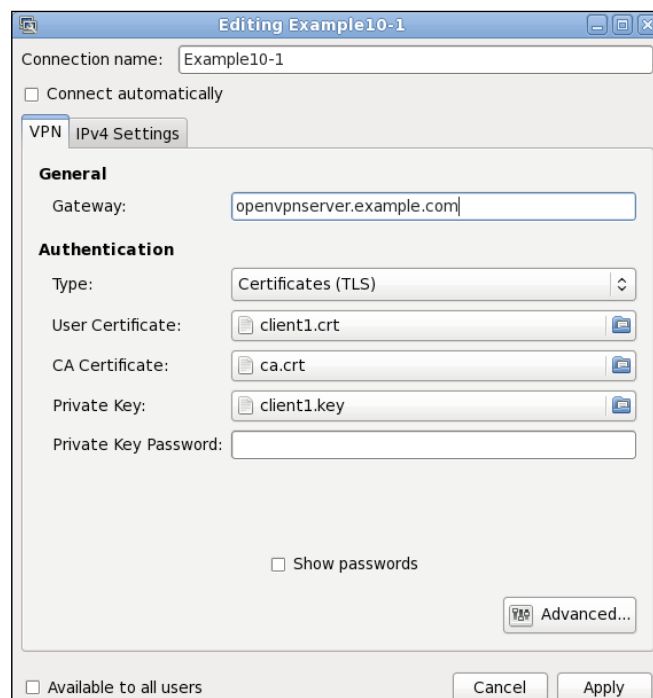 Editing Example10-1
Connection name: Example10-1
Connect automatically
VPN IPv4 Settings
General
Gateway: openvpnserver.example.com
Authentication
Type: Certificates (TLS)
User Certificate: client1.crt
CA Certificate: ca.crt
Private Key: client1.key
Private Key Password:
Show passwords
Advanced...
Available to all users Cancel Apply